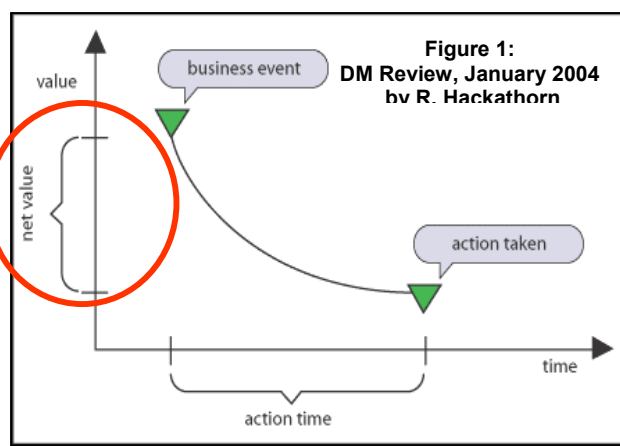 Figure 1:
DM Review, January 2004
by R. Hackathorn
value
business event
net value
action taken
time
action time